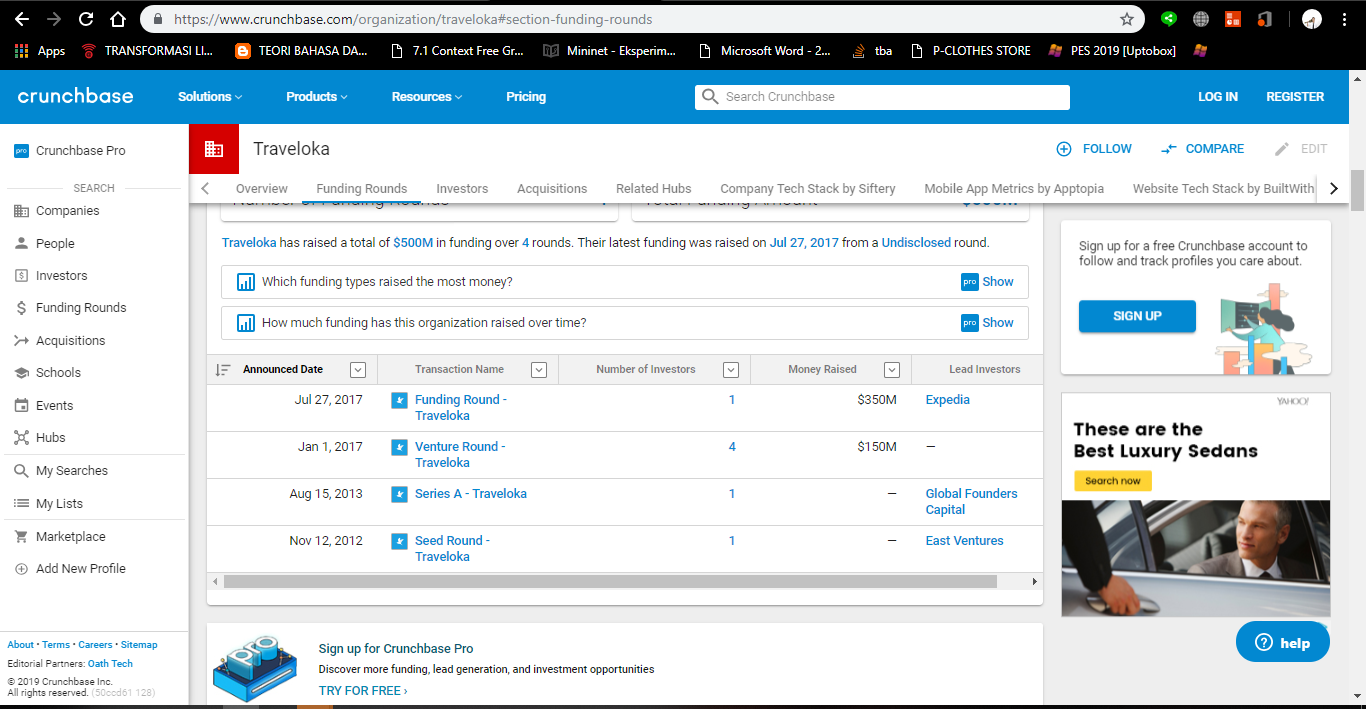 https://www.crunchbase.com/organization/traveloka#section-funding-rounds
Apps TRANSFORMASI LI... TEORI BAHASA DA... 7.1 Context Free Gr... Mininet - Eksperim... Microsoft Word - 2... tba P-CLOTHES STORE PES 2019 [Uptobox]
crunchbase Solutions Products Resources Pricing Search Crunchbase LOG IN REGISTER
pro Crunchbase Pro
SEARCH
Companies
People
Investors
Funding Rounds
Acquisitions
Schools
Events
Hubs
My Searches
My Lists
Marketplace
Add New Profile
About • Terms • Careers • Sitemap
Editorial Partners: Oath Tech
© 2019 Crunchbase Inc.
All rights reserved. (50ccd61 128)
Traveloka
FOLLOW COMPARE EDIT
Overview Funding Rounds Investors Acquisitions Related Hubs Company Tech Stack by Siftery Mobile App Metrics by Apptopia Website Tech Stack by BuiltWith
Number of Funding Rounds
Total Funding Amount
Traveloka has raised a total of $500M in funding over 4 rounds. Their latest funding was raised on Jul 27, 2017 from a Undisclosed round.
Which funding types raised the most money? pro Show
How much funding has this organization raised over time? pro Show
Announced Date Transaction Name Number of Investors Money Raised Lead Investors
Jul 27, 2017 Funding Round - 1 $350M Expedia
Traveloka
Jan 1, 2017 Venture Round - 4 $150M —
Traveloka
Aug 15, 2013 Series A - Traveloka 1 — Global Founders
Capital
Nov 12, 2012 Seed Round - 1 — East Ventures
Traveloka
pro
Sign up for Crunchbase Pro
Discover more funding, lead generation, and investment opportunities
TRY FOR FREE ›
Sign up for a free Crunchbase account to
follow and track profiles you care about.
SIGN UP
YAHOO!
These are the
Best Luxury Sedans
Search now
help